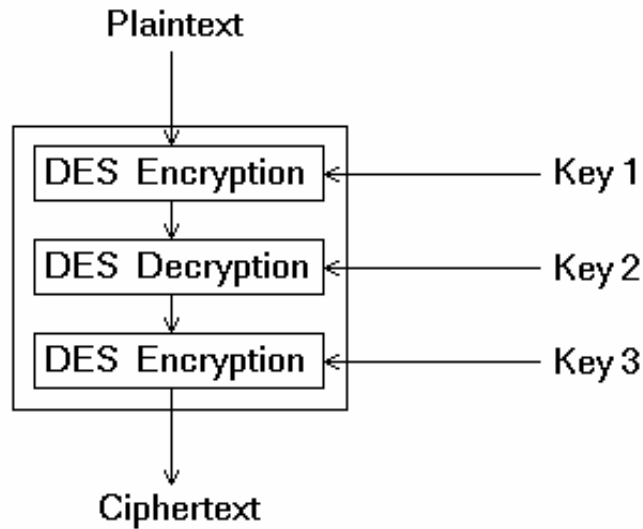 Plaintext
DES Encryption
Key 1
DES Decryption
Key 2
DES Encryption
Key 3
Ciphertext